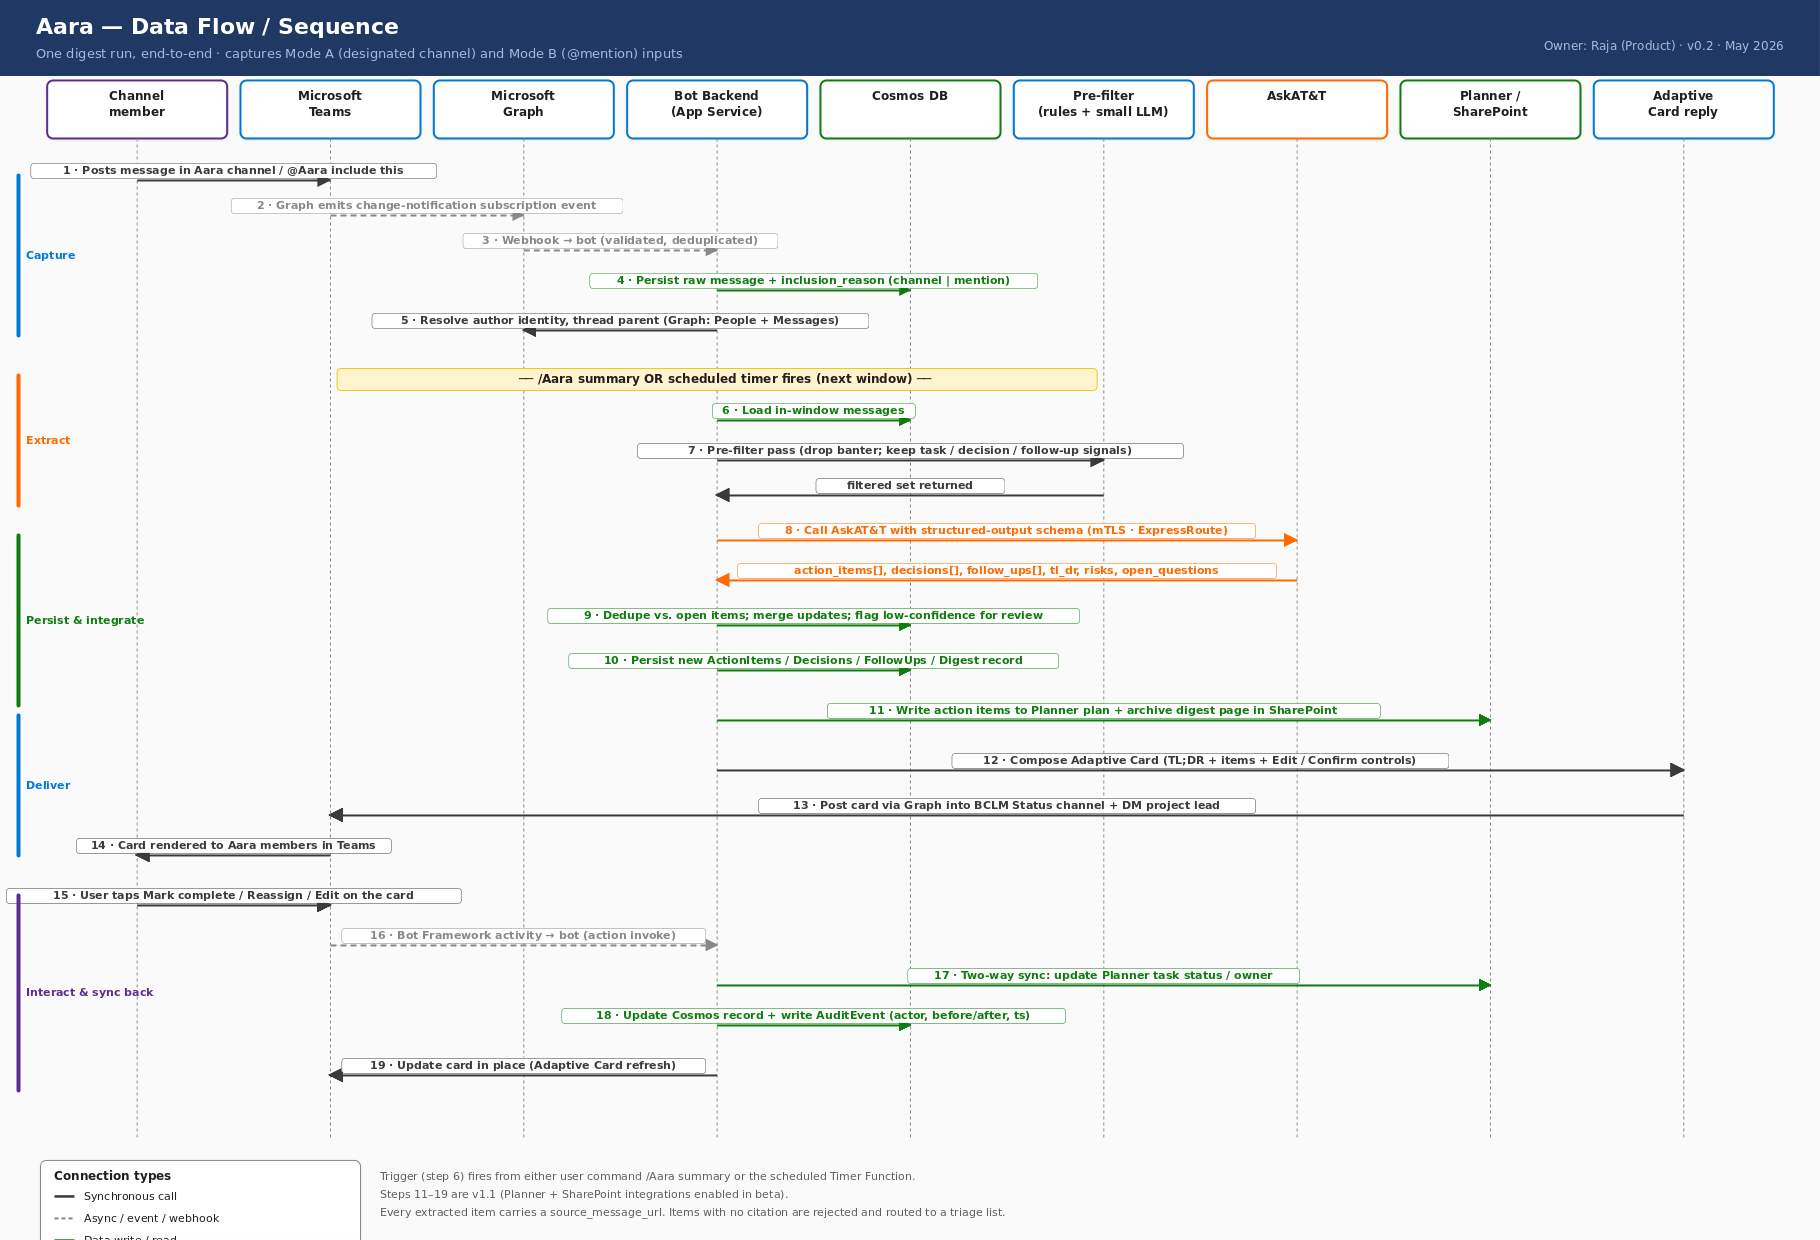 Aara — Data Flow / Sequence
One digest run, end-to-end · captures Mode A (designated channel) and Mode B (@mention) inputs
Owner: Raja (Product) · v0.2 · May 2026
Channel
member
Microsoft
Teams
Microsoft
Graph
Bot Backend
(App Service)
Cosmos DB
Pre-filter
(rules + small LLM)
AskAT&T
Planner /
SharePoint
Adaptive
Card reply
1 · Posts message in Aara channel / @Aara include this
2 · Graph emits change-notification subscription event
3 · Webhook → bot (validated, deduplicated)
Capture
4 · Persist raw message + inclusion_reason (channel | mention)
5 · Resolve author identity, thread parent (Graph: People + Messages)
── /Aara summary OR scheduled timer fires (next window) ──
6 · Load in-window messages
Extract
7 · Pre-filter pass (drop banter; keep task / decision / follow-up signals)
filtered set returned
8 · Call AskAT&T with structured-output schema (mTLS · ExpressRoute)
action_items[], decisions[], follow_ups[], tl_dr, risks, open_questions
9 · Dedupe vs. open items; merge updates; flag low-confidence for review
Persist & integrate
10 · Persist new ActionItems / Decisions / FollowUps / Digest record
11 · Write action items to Planner plan + archive digest page in SharePoint
12 · Compose Adaptive Card (TL;DR + items + Edit / Confirm controls)
Deliver
13 · Post card via Graph into BCLM Status channel + DM project lead
14 · Card rendered to Aara members in Teams
15 · User taps Mark complete / Reassign / Edit on the card
16 · Bot Framework activity → bot (action invoke)
17 · Two-way sync: update Planner task status / owner
Interact & sync back
18 · Update Cosmos record + write AuditEvent (actor, before/after, ts)
19 · Update card in place (Adaptive Card refresh)
Connection types
Synchronous call
Async / event / webhook
Data write / read
Trigger (step 6) fires from either user command /Aara summary or the scheduled Timer Function.
Steps 11–19 are v1.1 (Planner + SharePoint integrations enabled in beta).
Every extracted item carries a source_message_url. Items with no citation are rejected and routed to a triage list.